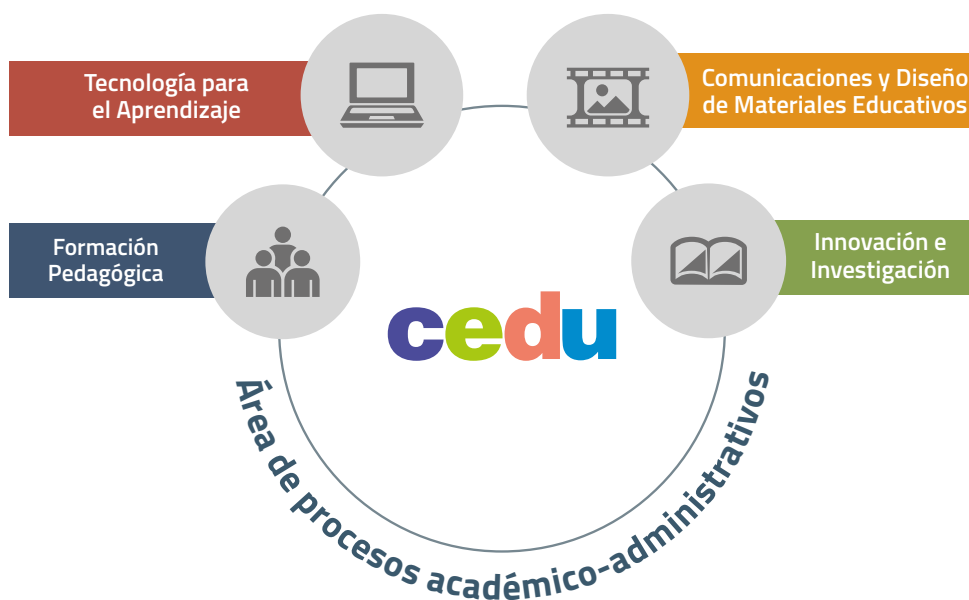 Tecnología para
el Aprendizaje
Comunicaciones y Diseño
de Materiales Educativos
Formación
Pedagógica
Innovación e
Investigación
cedu
Área de procesos académico-administrativos